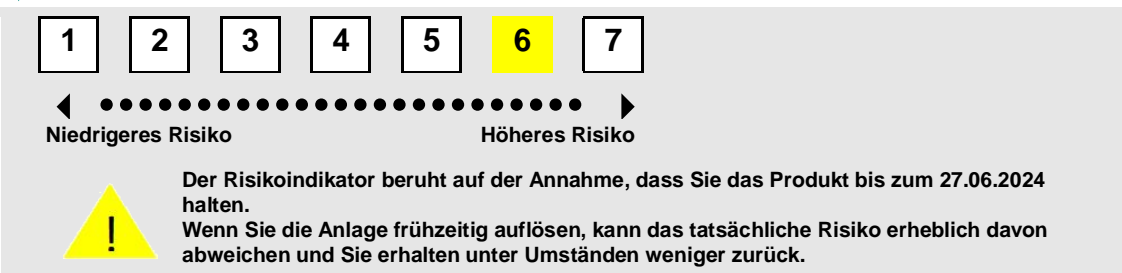 1 2 3 4 5 6 7
Niedrigeres Risiko Höheres Risiko
Der Risikoindikator beruht auf der Annahme, dass Sie das Produkt bis zum 27.06.2024
halten.
!
Wenn Sie die Anlage frühzeitig auflösen, kann das tatsächliche Risiko erheblich davon
abweichen und Sie erhalten unter Umständen weniger zurück.